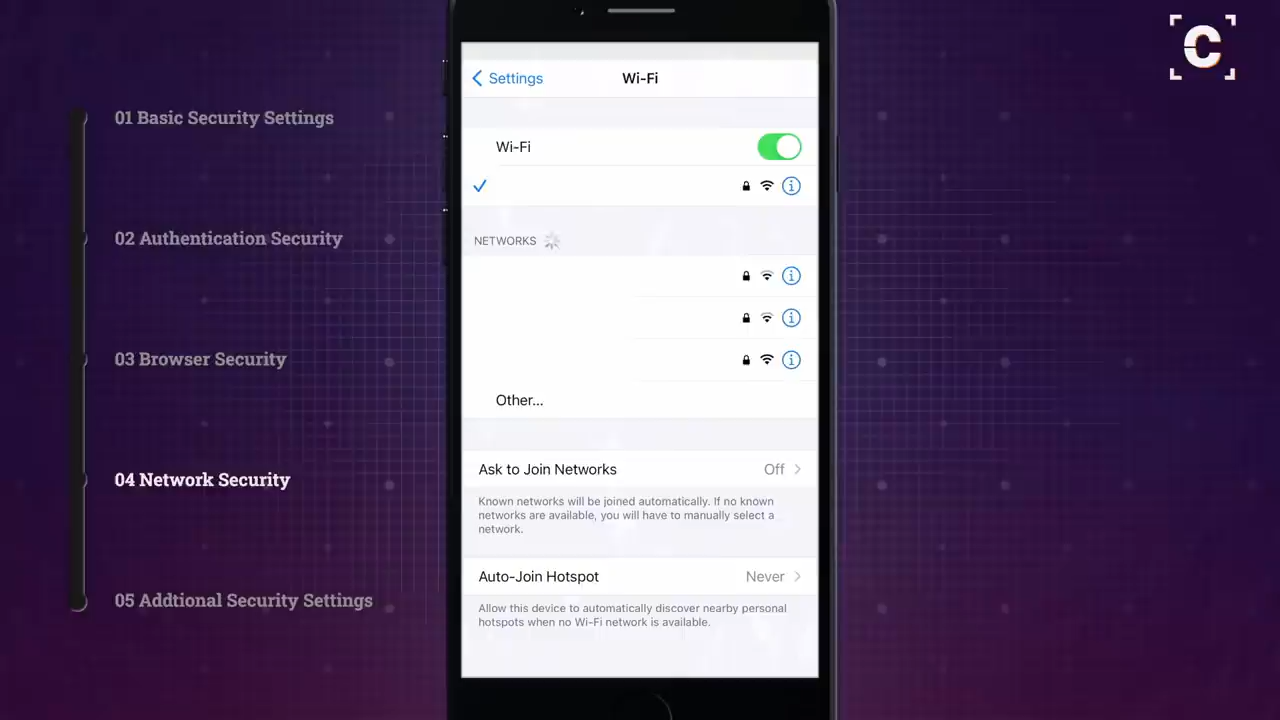 C
01 Basic Security Settings
02 Authentication Security
03 Browser Security
04 Network Security
05 Addtional Security Settings
Settings
Wi-Fi
Wi-Fi
NETWORKS
Other...
Ask to Join Networks
Off
Known networks will be joined automatically. If no known
networks are available, you will have to manually select a
network.
Auto-Join Hotspot
Never
Allow this device to automatically discover nearby personal
hotspots when no Wi-Fi network is available.